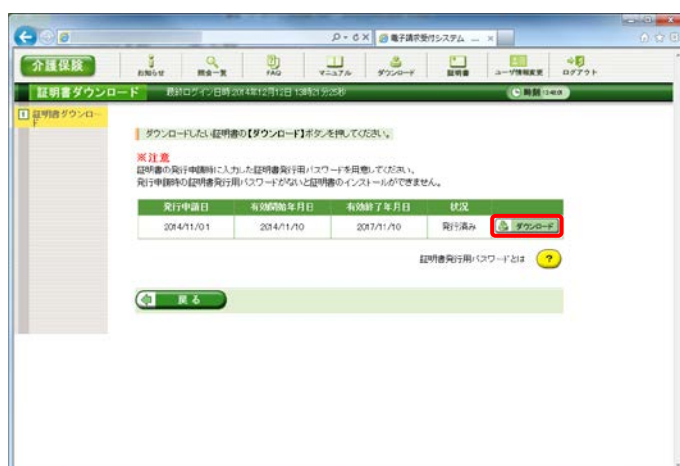 電子請求受付システム ...
介護保険
お知らせ 照会一覧 FAQ マニュアル ダウンロード 証明書 ユーザ情報変更 ログアウト
証明書ダウンロード 最終ログイン日時:2014年12月12日 13時21分25秒
時刻
1 証明書ダウンロー
ド
ダウンロードしたい証明書の【ダウンロード】ボタンを押してください。
※注意
証明書の発行申請時に入力した証明書発行用パスワードを用意してください。
発行申請時の証明書発行用パスワードがないと証明書のインストールができません。
発行申請日 有効開始年月日 有効終了年月日 状況
2014/11/01 2014/11/10 2017/11/10 発行済み ダウンロード
証明書発行用パスワードとは ?
戻る